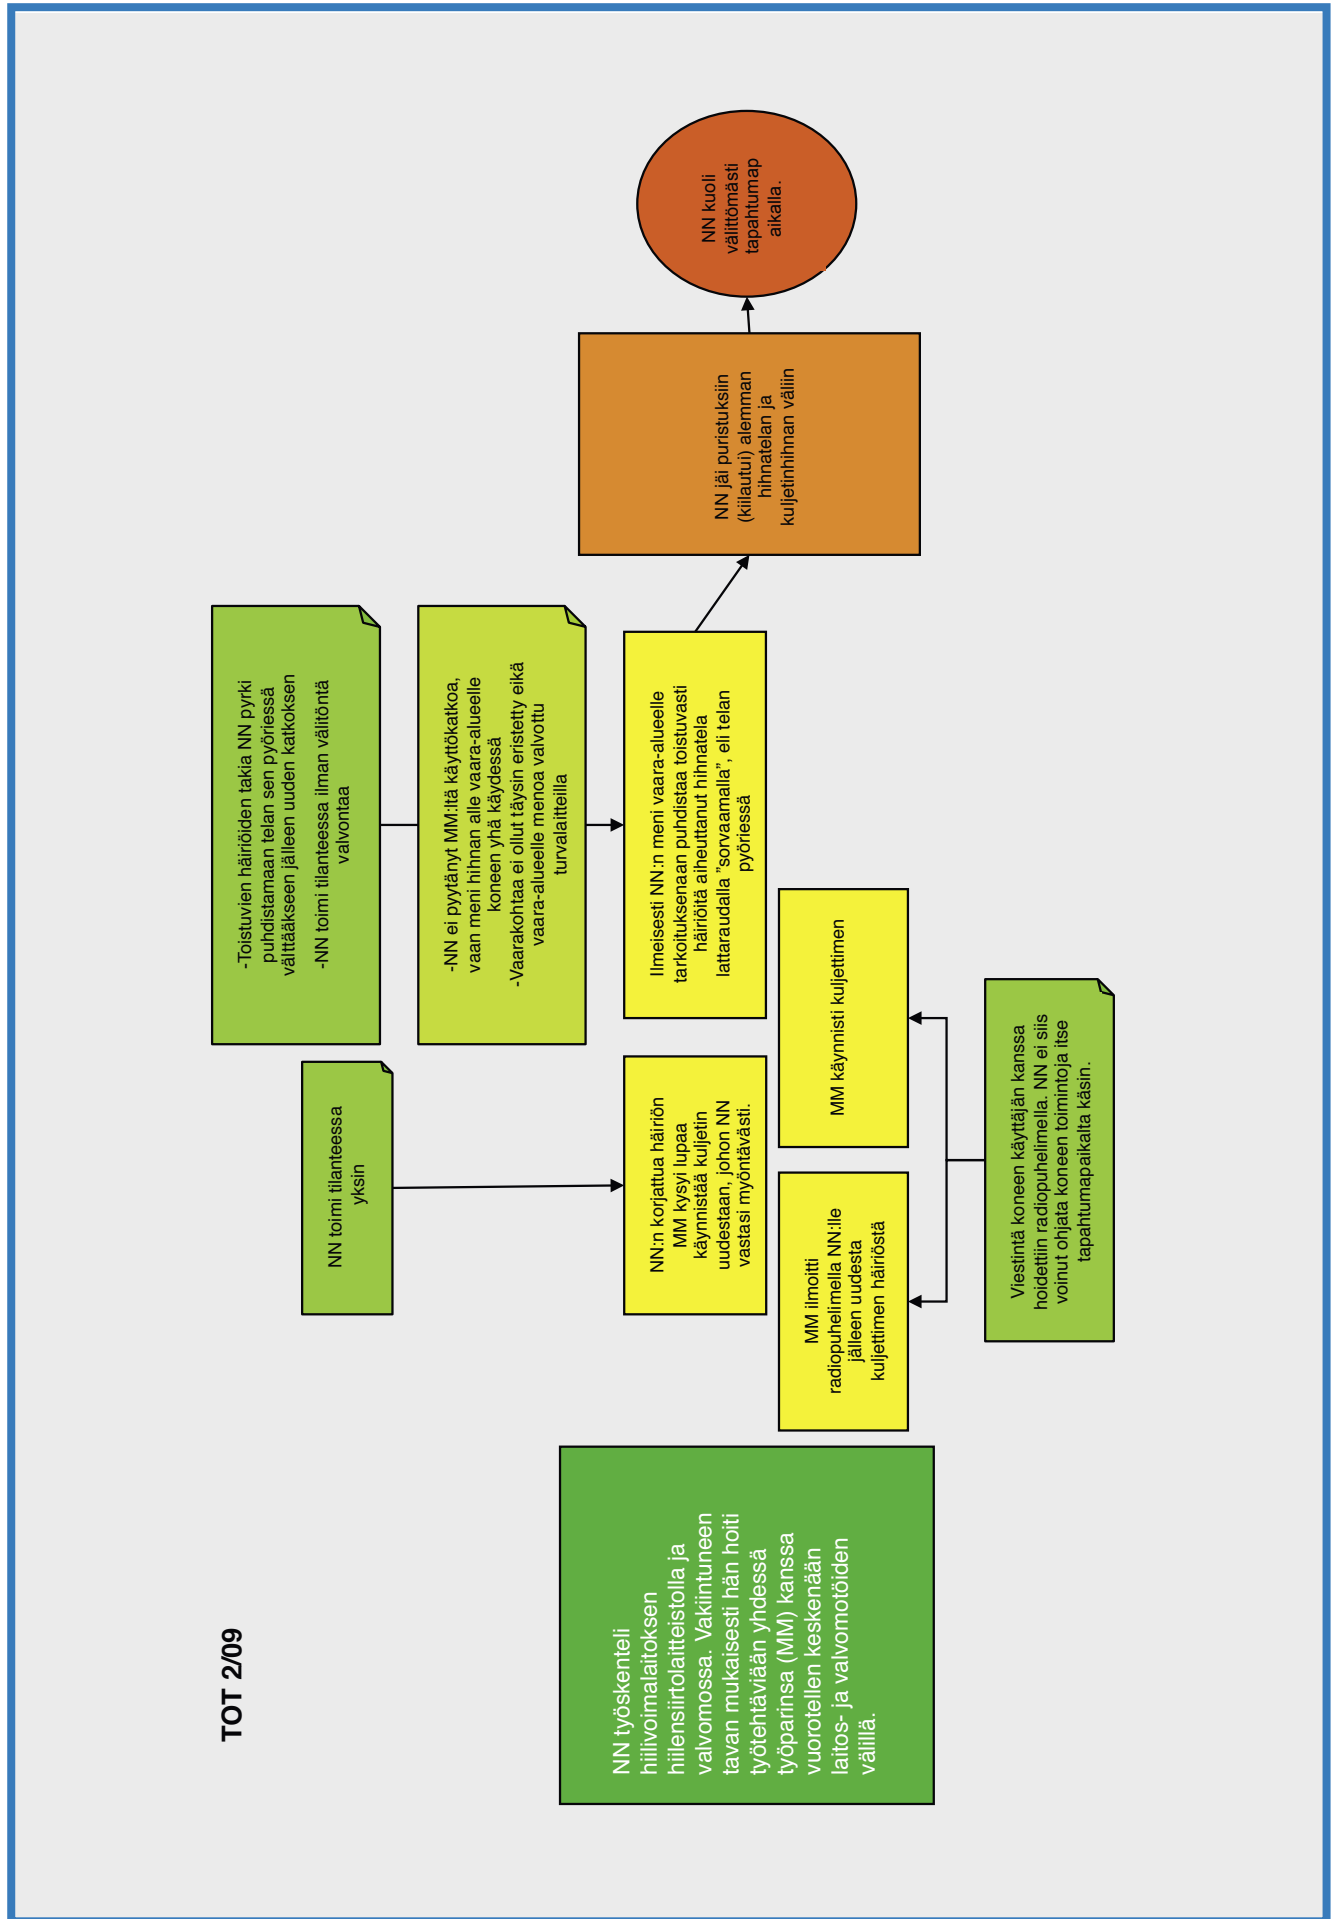 TOT 2/09
NN työskenteli
hiilivoimalaitoksen
hiilensiirtolaitteistolla ja
valvomossa. Vakiintuneen
tavan mukaisesti hän hoiti
työtehtäviään yhdessä
työparinsa (MM) kanssa
vuorotellen keskenään
laitos- ja valvomotöiden
välillä.
MM ilmoitti
radiopuhelimella NN:lle
jälleen uudesta
kuljettimen häiriöstä
NN toimi tilanteessa
yksin
NN:n korjattua häiriön
MM kysyi lupaa
käynnistää kuljetin
uudestaan, johon NN
vastasi myöntävästi.
Viestintä koneen käyttäjän kanssa
hoidettiin radiopuhelimella. NN ei siis
voinut ohjata koneen toimintoja itse
tapahtumapaikalta käsin.
MM käynnisti kuljettimen
-Toistuvien häiriöiden takia NN pyrki
puhdistamaan telan sen pyöriessä
välttääkseen jälleen uuden katkoksen
-NN toimi tilanteessa ilman välitöntä
valvontaa
-NN ei pyytänyt MM:ltä käyttökatkoa,
vaan meni hihnan alle vaara-alueelle
koneen yhä käydessä
-Vaarakohtaa ei ollut täysin eristetty eikä
vaara-alueelle menoa valvottu
turvalaitteilla
Ilmeisesti NN:n meni vaara-alueelle
tarkoituksenaan puhdistaa toistuvasti
häiriöitä aiheuttanut hihnatela
lattaraudalla ”sorvaamalla”, eli telan
pyöriessä
NN jäi puristuksiin
(kiilautui) alemman
hihnatelan ja
kuljetinhihnan väliin
NN kuoli
välittömästi
tapahtumap
aikalla.